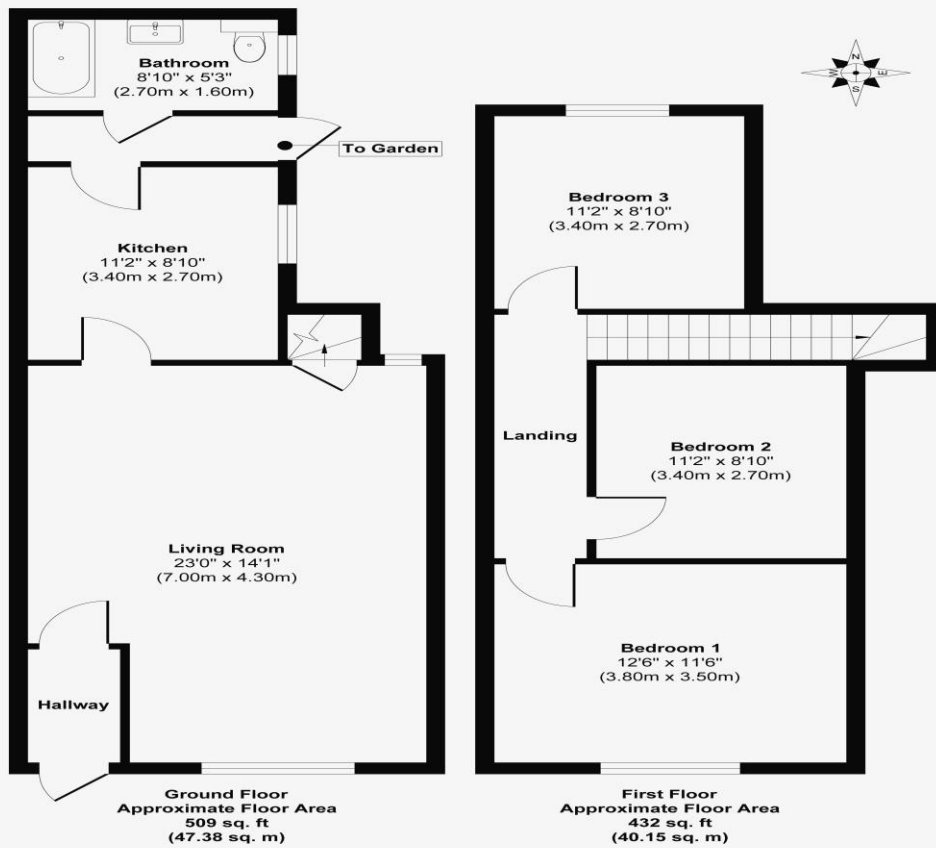 Bathroom
8'10" x 5'3"
(2.70m x 1.60m)
To Garden
Kitchen
11'2" x 8'10"
(3.40m x 2.70m)
Living Room
23'0" x 14'1"
(7.00m x 4.30m)
Hallway
Ground Floor
Approximate Floor Area
509 sq. ft
(47.38 sq. m)
N
W
E
S
Bedroom 3
11'2" x 8'10"
(3.40m x 2.70m)
Landing
Bedroom 2
11'2" x 8'10"
(3.40m x 2.70m)
Bedroom 1
12'6" x 11'6"
(3.80m x 3.50m)
First Floor
Approximate Floor Area
432 sq. ft
(40.15 sq. m)